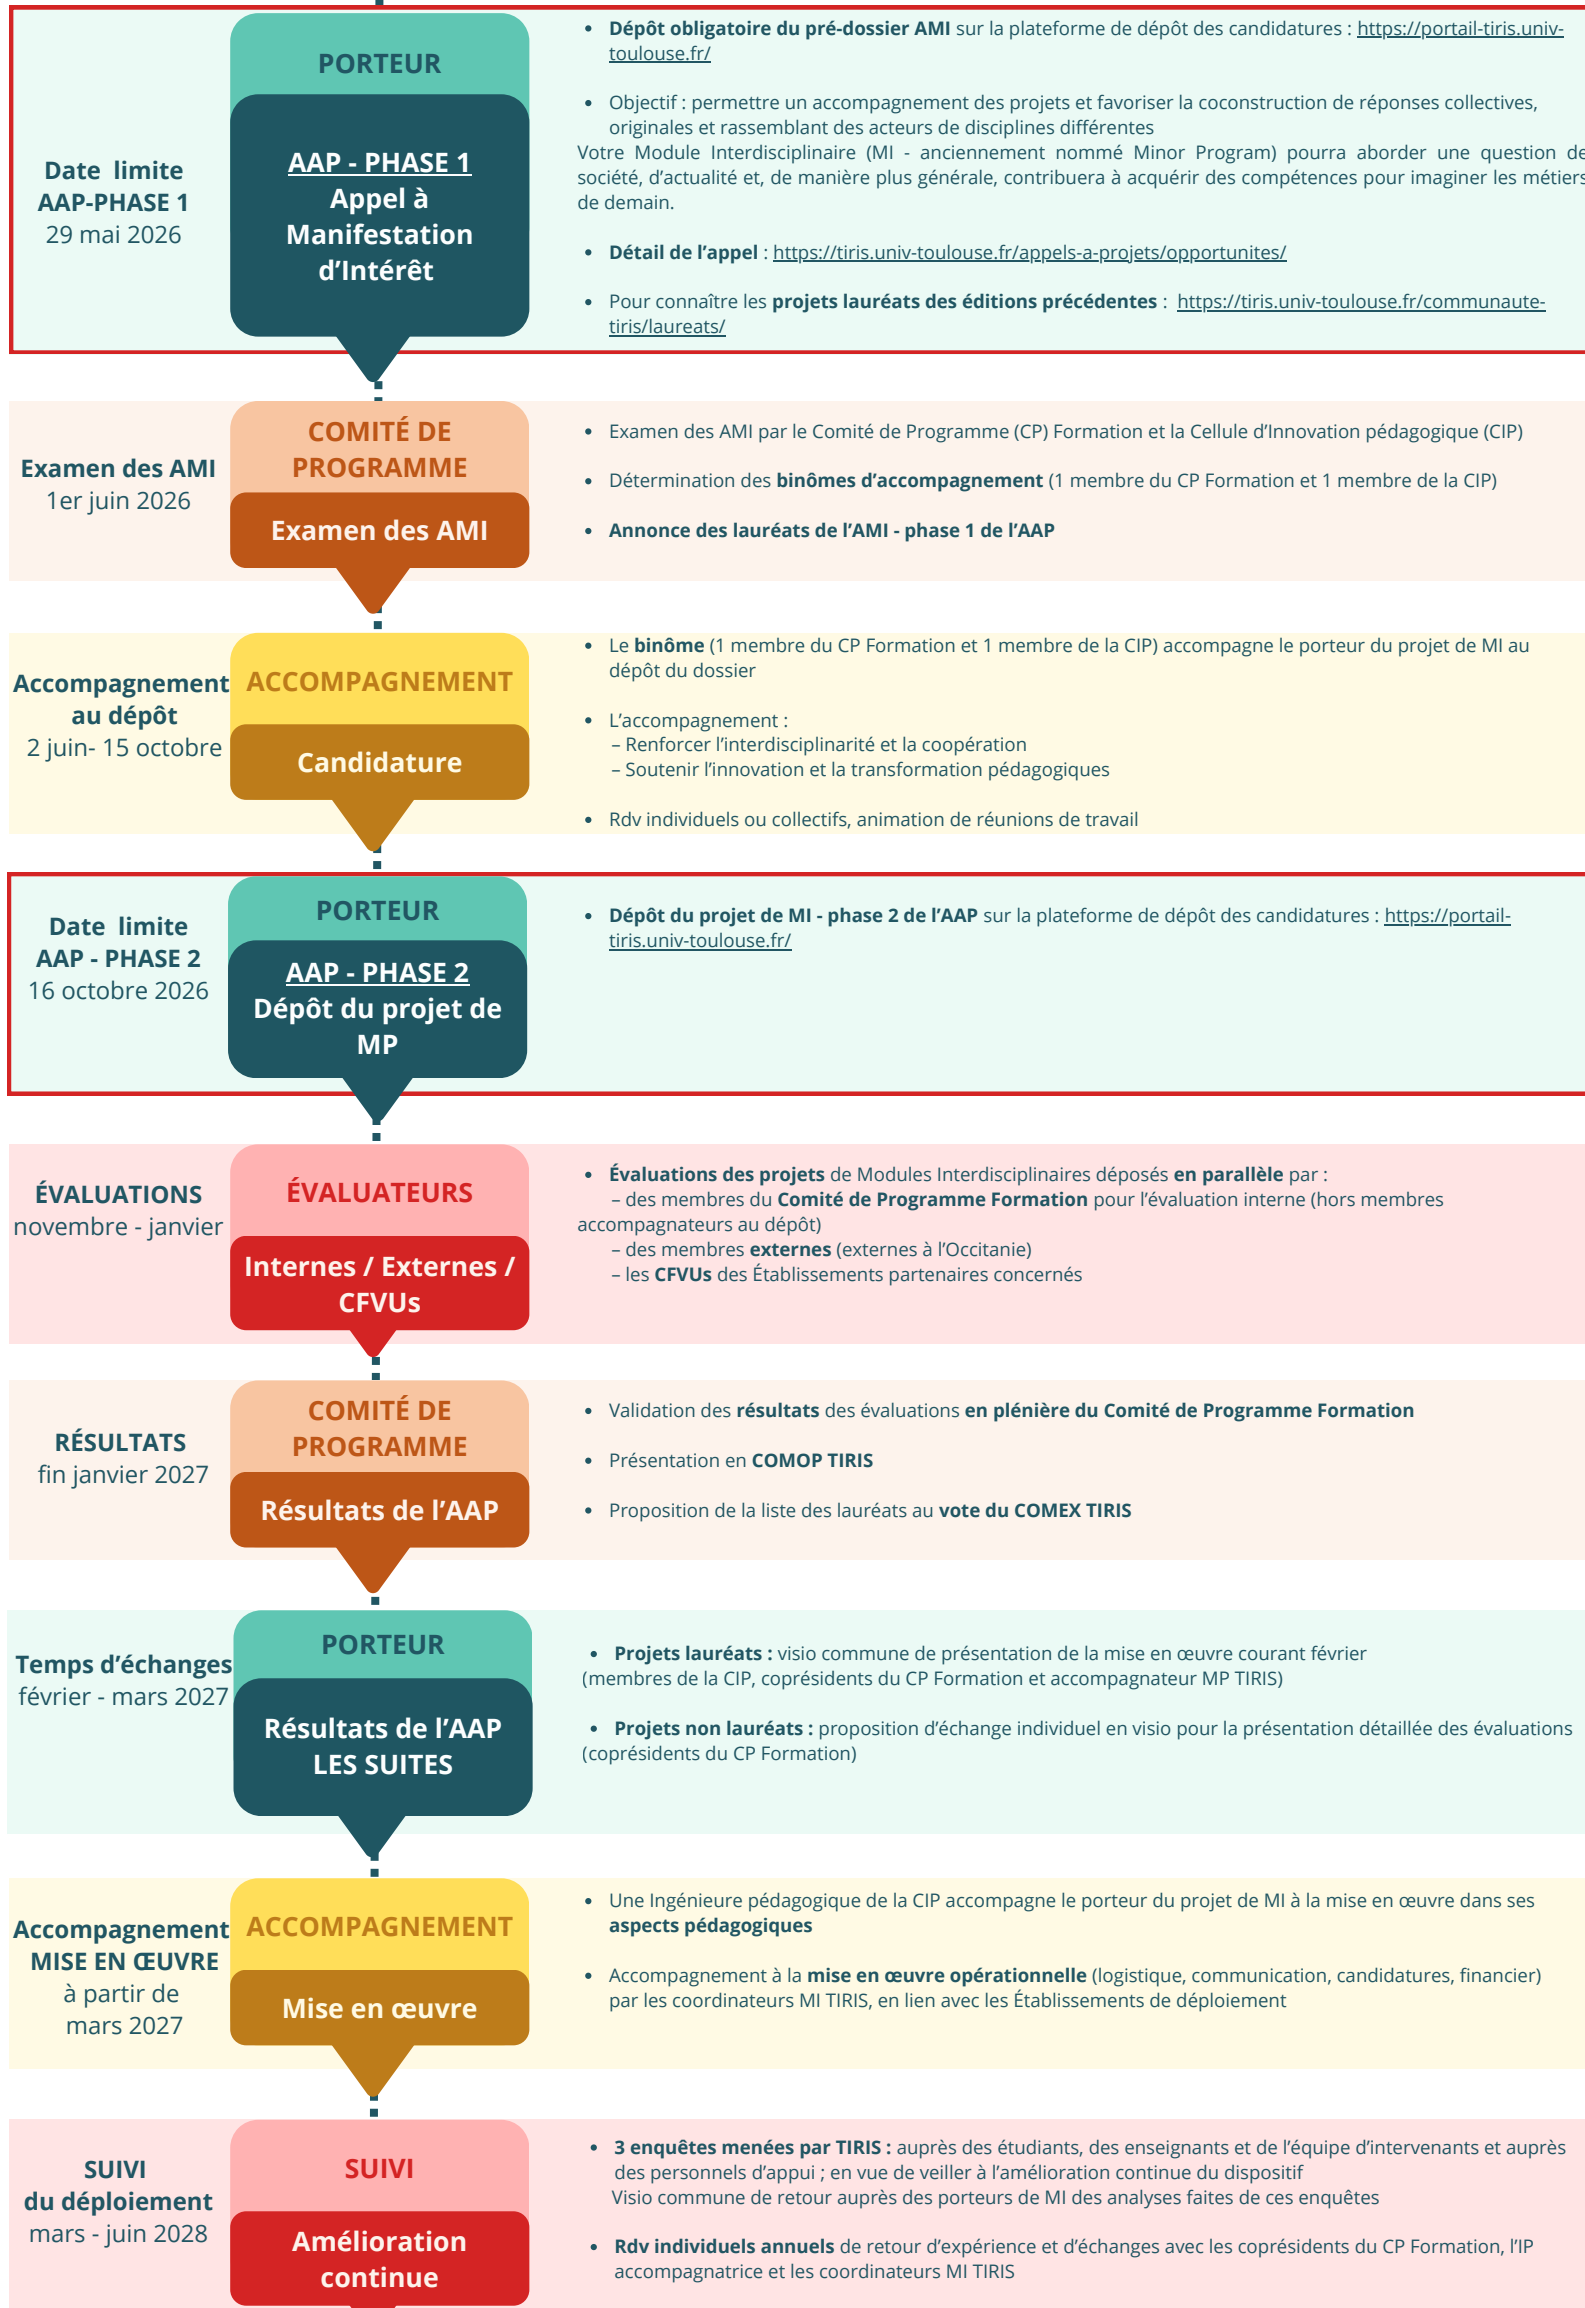 Date limite
AAP-PHASE 1
29 mai 2026
PORTEUR
AAP - PHASE 1
Appel à
Manifestation
d'Intérêt
• Dépôt obligatoire du pré-dossier AMI sur la plateforme de dépôt des candidatures : https://portail-tiris.univ-
toulouse.fr/
• Objectif : permettre un accompagnement des projets et favoriser la coconstruction de réponses collectives,
originales et rassemblant des acteurs de disciplines différentes
Votre Module Interdisciplinaire (MI - anciennement nommé Minor Program) pourra aborder une question de
société, d'actualité et, de manière plus générale, contribuera à acquérir des compétences pour imaginer les métiers
de demain.
• Détail de l'appel : https://tiris.univ-toulouse.fr/appels-a-projets/opportunites/
• Pour connaître les projets lauréats des éditions précédentes : https://tiris.univ-toulouse.fr/communaute-
tiris/laureats/
Examen des AMI
1er juin 2026
COMITÉ DE
PROGRAMME
Examen des AMI
• Examen des AMI par le Comité de Programme (CP) Formation et la Cellule d'Innovation pédagogique (CIP)
• Détermination des binômes d'accompagnement (1 membre du CP Formation et 1 membre de la CIP)
• Annonce des lauréats de l'AMI - phase 1 de l'AAP
Accompagnement
au dépôt
2 juin- 15 octobre
ACCOMPAGNEMENT
Candidature
• Le binôme (1 membre du CP Formation et 1 membre de la CIP) accompagne le porteur du projet de MI au
dépôt du dossier
• L'accompagnement :
– Renforcer l'interdisciplinarité et la coopération
– Soutenir l'innovation et la transformation pédagogiques
• Rdv individuels ou collectifs, animation de réunions de travail
Date limite
AAP - PHASE 2
16 octobre 2026
PORTEUR
AAP - PHASE 2
Dépôt du projet de
MP
• Dépôt du projet de MI - phase 2 de l'AAP sur la plateforme de dépôt des candidatures : https://portail-
tiris.univ-toulouse.fr/
ÉVALUATIONS
novembre - janvier
ÉVALUATEURS
Internes / Externes /
CFVUs
• Évaluations des projets de Modules Interdisciplinaires déposés en parallèle par :
– des membres du Comité de Programme Formation pour l'évaluation interne (hors membres
accompagnateurs au dépôt)
– des membres externes (externes à l'Occitanie)
– les CFVUs des Établissements partenaires concernés
RÉSULTATS
fin janvier 2027
COMITÉ DE
PROGRAMME
Résultats de l'AAP
• Validation des résultats des évaluations en plénière du Comité de Programme Formation
• Présentation en COMOP TIRIS
• Proposition de la liste des lauréats au vote du COMEX TIRIS
Temps d'échanges
février - mars 2027
PORTEUR
Résultats de l'AAP
LES SUITES
• Projets lauréats : visio commune de présentation de la mise en œuvre courant février
(membres de la CIP, coprésidents du CP Formation et accompagnateur MP TIRIS)
• Projets non lauréats : proposition d'échange individuel en visio pour la présentation détaillée des évaluations
(coprésidents du CP Formation)
Accompagnement
MISE EN ŒUVRE
à partir de
mars 2027
ACCOMPAGNEMENT
Mise en œuvre
• Une Ingénieure pédagogique de la CIP accompagne le porteur du projet de MI à la mise en œuvre dans ses
aspects pédagogiques
• Accompagnement à la mise en œuvre opérationnelle (logistique, communication, candidatures, financier)
par les coordinateurs MI TIRIS, en lien avec les Établissements de déploiement
SUIVI
du déploiement
mars - juin 2028
SUIVI
Amélioration
continue
• 3 enquêtes menées par TIRIS : auprès des étudiants, des enseignants et de l'équipe d'intervenants et auprès
des personnels d'appui ; en vue de veiller à l'amélioration continue du dispositif
Visio commune de retour auprès des porteurs de MI des analyses faites de ces enquêtes
• Rdv individuels annuels de retour d'expérience et d'échanges avec les coprésidents du CP Formation, l'IP
accompagnatrice et les coordinateurs MI TIRIS